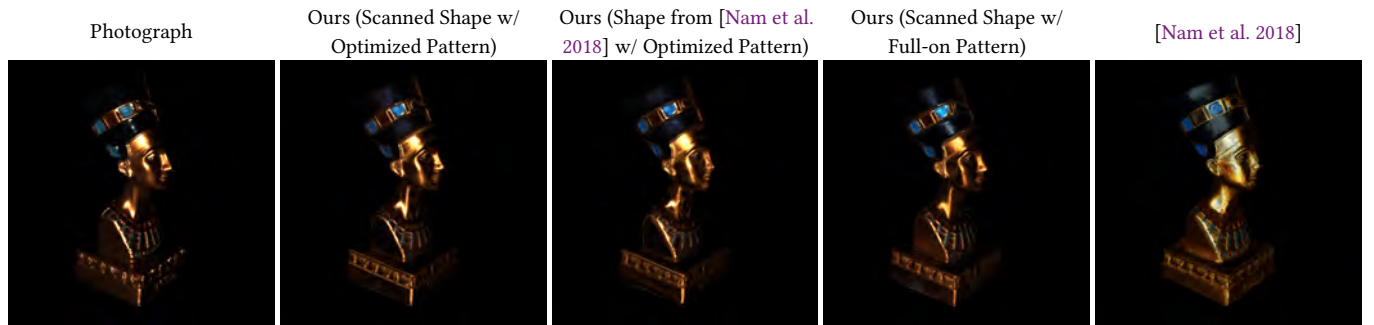 Photograph
Ours (Scanned Shape w/
Optimized Pattern)
Ours (Shape from [Nam et al.
2018] w/ Optimized Pattern)
Ours (Scanned Shape w/
Full-on Pattern)
[Nam et al. 2018]